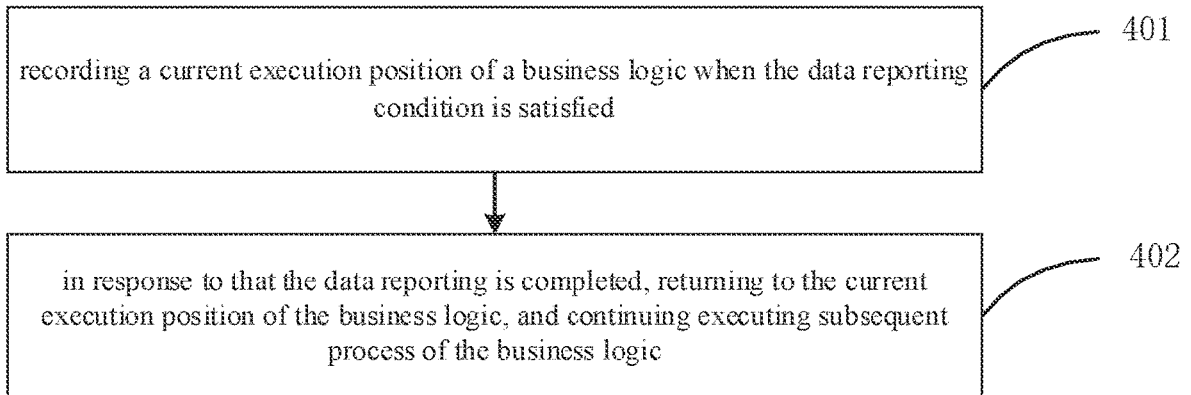 401
recording a current execution position of a business logic when the data reporting
condition is satisfied
402
in response to that the data reporting is completed, returning to the current
execution position of the business logic, and continuing executing subsequent
process of the business logic